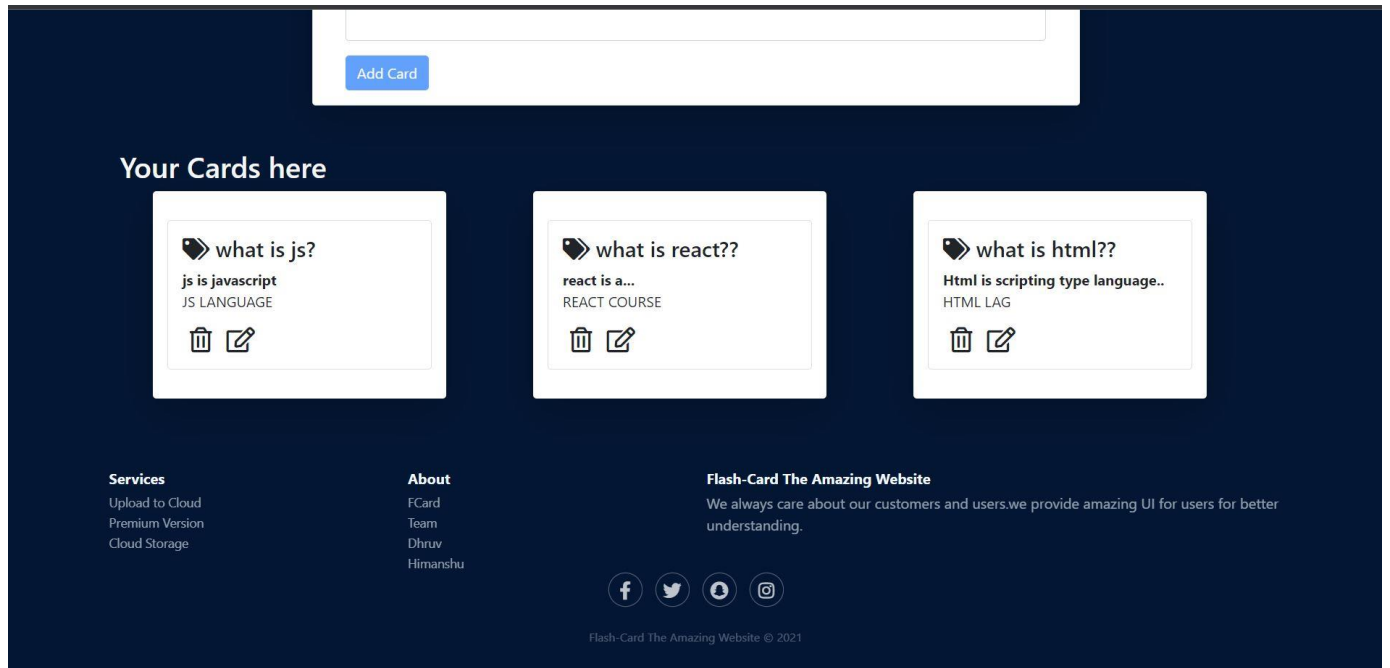 Add Card
Your Cards here
what is js?
js is javascript
JS LANGUAGE
what is react??
react is a...
REACT COURSE
what is html??
Html is scripting type language..
HTML LAG
Services
Upload to Cloud
Premium Version
Cloud Storage
About
FCard
Team
Dhruv
Himanshu
Flash-Card The Amazing Website
We always care about our customers and users.we provide amazing UI for users for better
understanding.
Flash-Card The Amazing Website © 2021